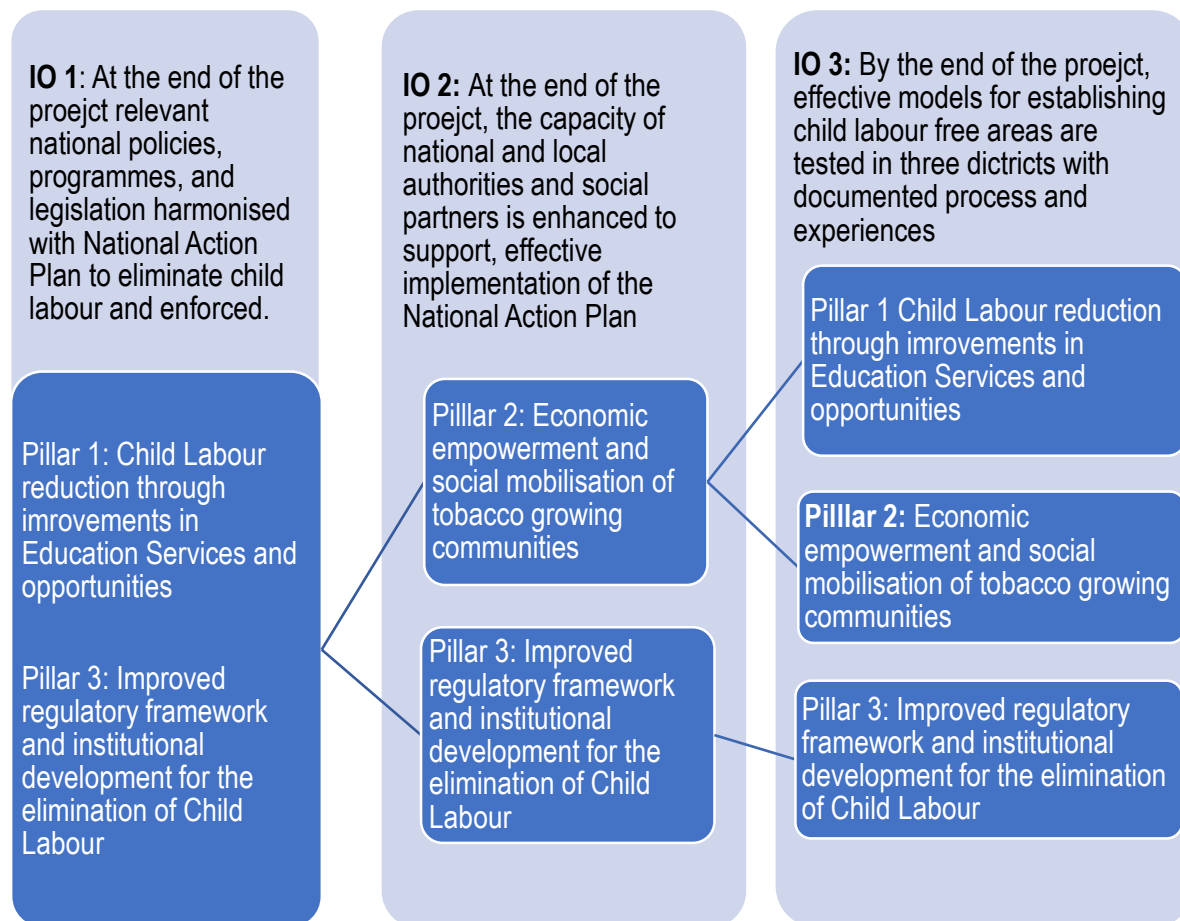 IO 1: At the end of the
proejct relevant
national policies,
programmes, and
legislation harmonised
with National Action
Plan to eliminate child
labour and enforced.
Pillar 1: Child Labour
reduction through
imrovements in
Education Services and
opportunities
Pillar 3: Improved
regulatory framework
and institutional
development for the
elimination of Child
Labour
IO 2: At the end of the
proejct, the capacity of
national and local
authorities and social
partners is enhanced to
support, effective
implementation of the
National Action Plan
Pilllar 2: Economic
empowerment and
social mobilisation of
tobacco growing
communities
Pillar 3: Improved
regulatory framework
and institutional
development for the
elimination of Child
Labour
IO 3: By the end of the proejct,
effective models for establishing
child labour free areas are
tested in three dictricts with
documented process and
experiences
Pillar 1 Child Labour reduction
through imrovements in
Education Services and
opportunities
Pilllar 2: Economic
empowerment and social
mobilisation of tobacco growing
communities
Pillar 3: Improved regulatory
framework and institutional
development for the elimination
of Child Labour